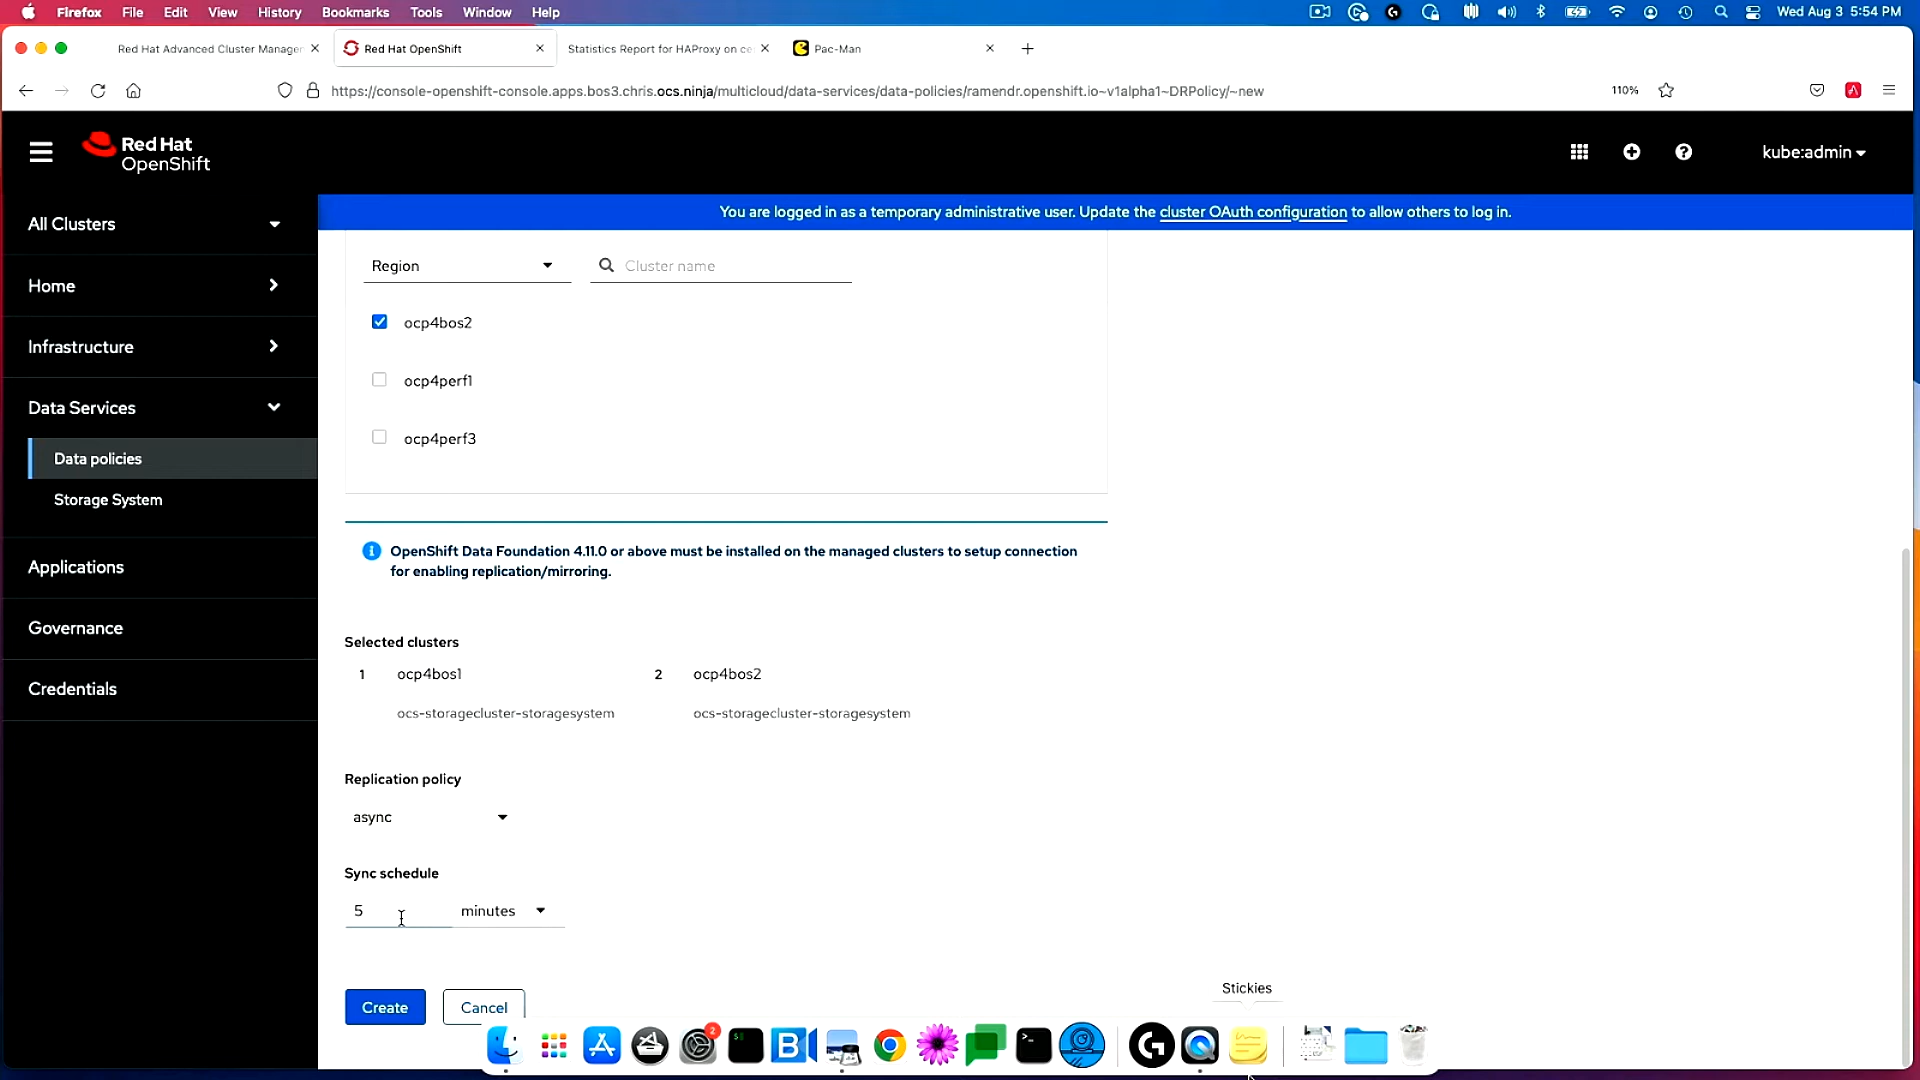 Firefox File Edit View History Bookmarks Tools Window Help Wed Aug 3 5:54 PM
Red Hat Advanced Cluster Manager Red Hat OpenShift Statistics Report for HAProxy on ce Pac-Man
https://console-openshift-console.apps.bos3.chris.ocs.ninja/multicloud/data-services/data-policies/ramendr.openshift.io~v1alpha1~DRPolicy/~new 110%
Red Hat
OpenShift
kube:admin
All Clusters
You are logged in as a temporary administrative user. Update the cluster OAuth configuration to allow others to log in.
Home
Infrastructure
Data Services
Data policies
Storage System
Applications
Governance
Credentials
Region Cluster name
ocp4bos2
ocp4perf1
ocp4perf3
OpenShift Data Foundation 4.11.0 or above must be installed on the managed clusters to setup connection
for enabling replication/mirroring.
Selected clusters
1 ocp4bos1 2 ocp4bos2
ocs-storagecluster-storagesystem ocs-storagecluster-storagesystem
Replication policy
async
Sync schedule
5 minutes
Create Cancel
Stickies
2